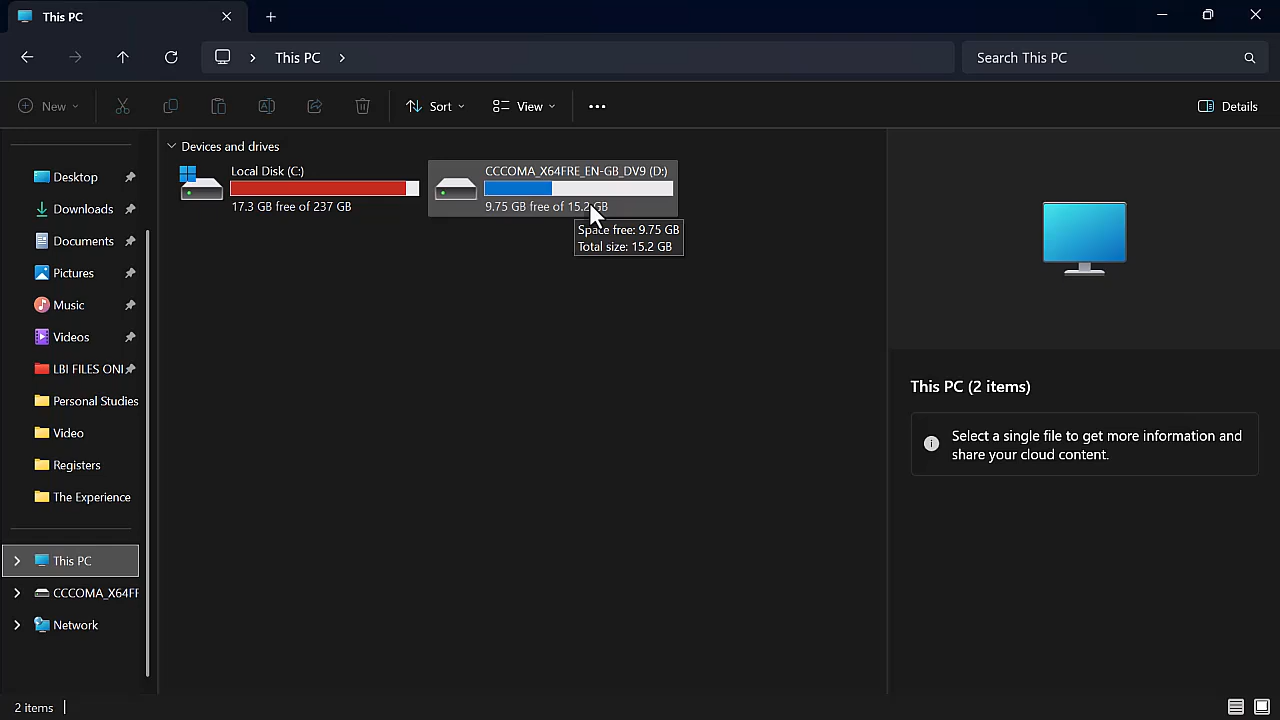 This PC
This PC
Search This PC
New
Sort
View
Details
Devices and drives
Local Disk (C:)
17.3 GB free of 237 GB
CCCOMA_X64FRE_EN-GB_DV9 (D:)
9.75 GB free of 15.2 GB
Space free: 9.75 GB
Total size: 15.2 GB
Desktop
Downloads
Documents
Pictures
Music
Videos
LBI FILES ONI
Personal Studies
Video
Registers
The Experience
This PC
CCCOMA_X64FF
Network
This PC (2 items)
Select a single file to get more information and
share your cloud content.
2 items